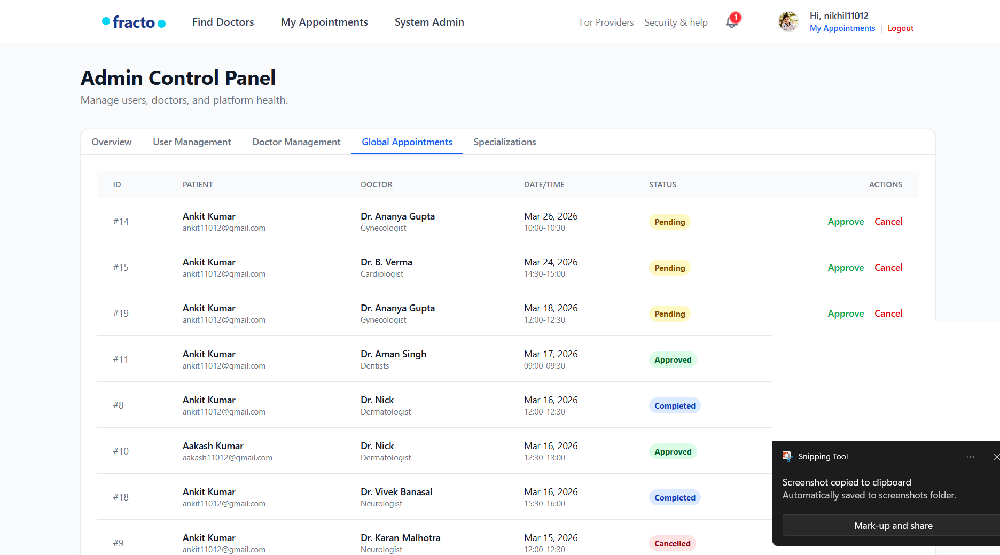 fracto
Find Doctors
My Appointments
System Admin
For Providers
Security & help
1
Hi, nikhil11012
My Appointments | Logout
Admin Control Panel
Manage users, doctors, and platform health.
Overview
User Management
Doctor Management
Global Appointments
Specializations
ID PATIENT DOCTOR DATE/TIME STATUS ACTIONS
#14 Ankit Kumar Dr. Ananya Gupta Mar 26, 2026 Pending Approve Cancel
ankit11012@gmail.com Gynecologist 10:00-10:30
#15 Ankit Kumar Dr. B. Verma Mar 24, 2026 Pending Approve Cancel
ankit11012@gmail.com Cardiologist 14:30-15:00
#19 Ankit Kumar Dr. Ananya Gupta Mar 18, 2026 Pending Approve Cancel
ankit11012@gmail.com Gynecologist 12:00-12:30
#11 Ankit Kumar Dr. Aman Singh Mar 17, 2026 Approved
ankit11012@gmail.com Dentists 09:00-09:30
#8 Ankit Kumar Dr. Nick Mar 16, 2026 Completed
ankit11012@gmail.com Dermatologist 12:00-12:30
#10 Aakash Kumar Dr. Nick Mar 16, 2026 Approved
aakash11012@gmail.com Dermatologist 12:30-13:00
#18 Ankit Kumar Dr. Vivek Banasal Mar 16, 2026 Completed
ankit11012@gmail.com Neurologist 15:30-16:00
#9 Ankit Kumar Dr. Karan Malhotra Mar 15, 2026 Cancelled
ankit11012@gmail.com Neurologist 12:00-12:30
Snipping Tool
Screenshot copied to clipboard
Automatically saved to screenshots folder.
Mark-up and share